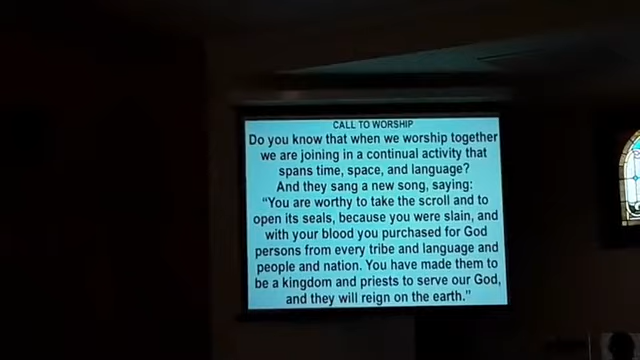 CALL TO WORSHIP
Do you know that when we worship together
we are joining in a continual activity that
spans time, space, and language?
And they sang a new song, saying:
“You are worthy to take the scroll and to
open its seals, because you were slain, and
with your blood you purchased for God
persons from every tribe and language and
people and nation. You have made them to
be a kingdom and priests to serve our God,
and they will reign on the earth.”